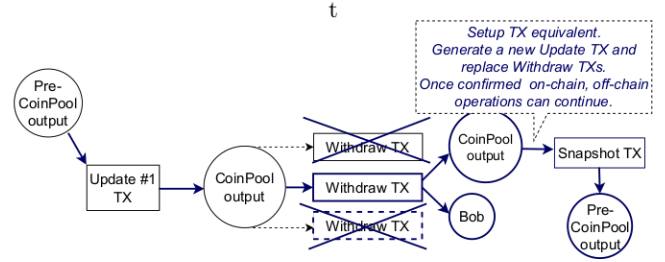 t
Setup TX equivalent.
Generate a new Update TX and
replace Withdraw TXs.
Once confirmed on-chain, off-chain
operations can continue.
Pre-
CoinPool
output
Update #1
TX
CoinPool
output
Withdraw TX
Withdraw TX
Withdraw TX
CoinPool
output
Bob
Snapshot TX
Pre-
CoinPool
output